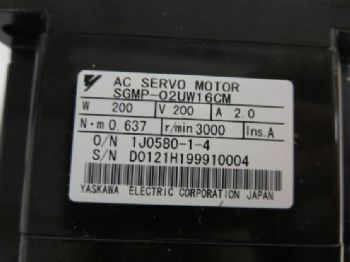 AC SERVO MOTOR
SGMP-02UW16CM
W 200 V 200 A 2.0
N·m 0.637 r/min 3000 Ins.A
O/N 1J0580-1-4
S/N D0121H199910004
YASKAWA ELECTRIC CORPORATION JAPAN